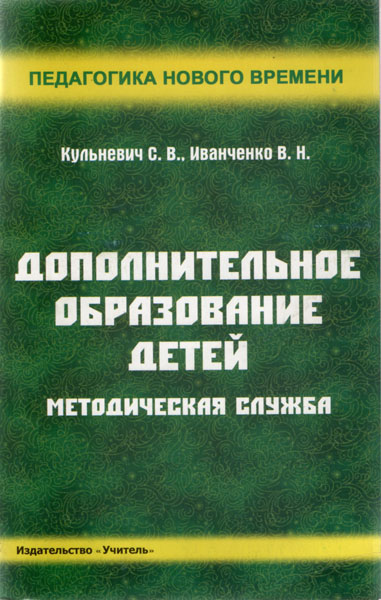 ПЕДАГОГИКА НОВОГО ВРЕМЕНИ
Кульневич С. В., Иванченко В. Н.
ДОПОЛНИТЕЛЬНОЕ
ОБРАЗОВАНИЕ
ДЕТЕЙ
МЕТОДИЧЕСКАЯ СЛУЖБА
Издательство «Учитель»